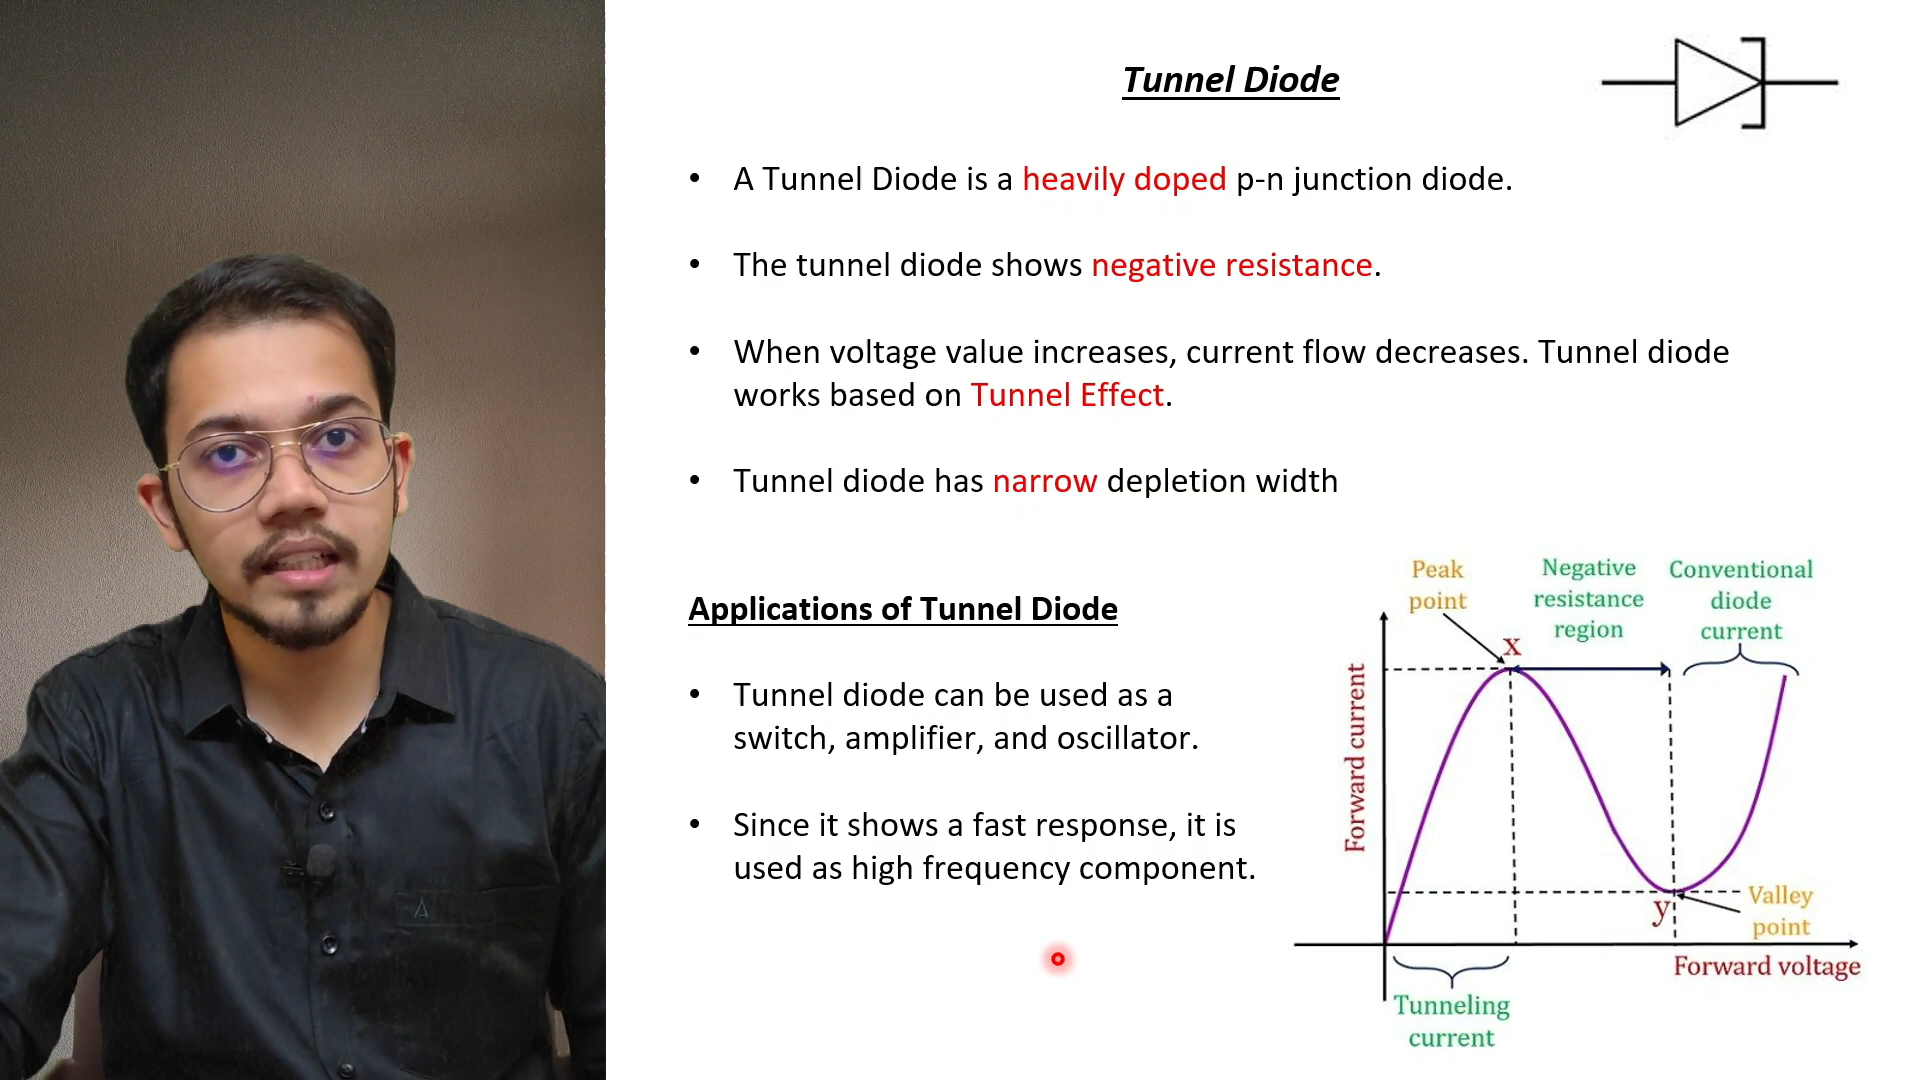 Tunnel Diode
• A Tunnel Diode is a heavily doped p-n junction diode.
• The tunnel diode shows negative resistance.
• When voltage value increases, current flow decreases. Tunnel diode
works based on Tunnel Effect.
• Tunnel diode has narrow depletion width
Applications of Tunnel Diode
• Tunnel diode can be used as a
switch, amplifier, and oscillator.
• Since it shows a fast response, it is
used as high frequency component.
Peak
point
Negative
resistance
region
Conventional
diode
current
x
Forward current
y
Valley
point
Forward voltage
Tunneling
current